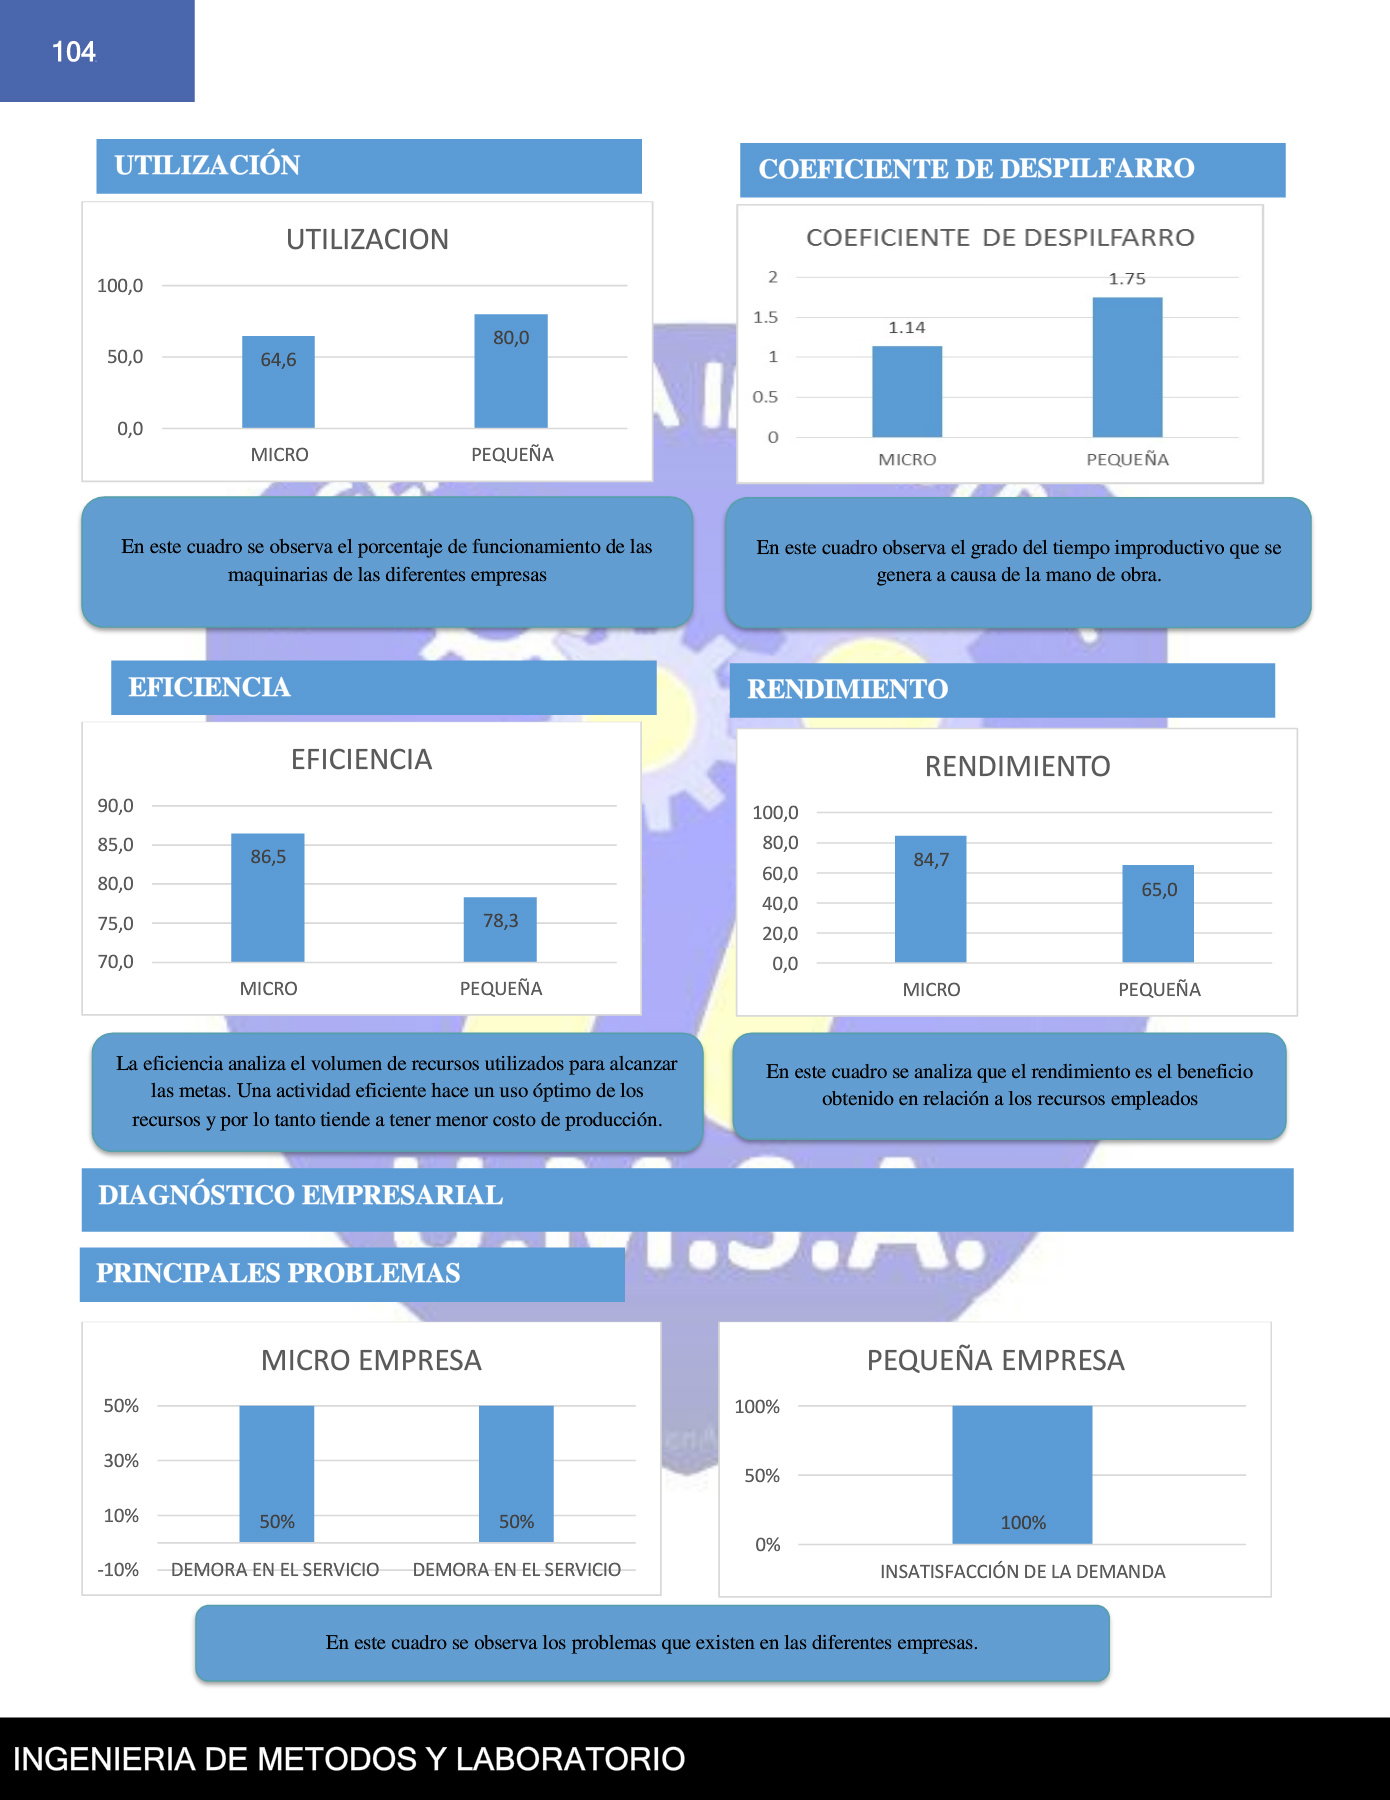 104
UTILIZACIÓN
UTILIZACION
100,0
50,0
0,0
64,6
80,0
MICRO
PEQUEÑA
En este cuadro se observa el porcentaje de funcionamiento de las
maquinarias de las diferentes empresas
COEFICIENTE DE DESPILFARRO
COEFICIENTE DE DESPILFARRO
2
1.5
1
0.5
0
1.14
1.75
MICRO
PEQUEÑA
En este cuadro observa el grado del tiempo improductivo que se
genera a causa de la mano de obra.
EFICIENCIA
EFICIENCIA
90,0
85,0
80,0
75,0
70,0
86,5
78,3
MICRO
PEQUEÑA
La eficiencia analiza el volumen de recursos utilizados para alcanzar
las metas. Una actividad eficiente hace un uso óptimo de los
recursos y por lo tanto tiende a tener menor costo de producción.
RENDIMIENTO
RENDIMIENTO
100,0
80,0
60,0
40,0
20,0
0,0
84,7
65,0
MICRO
PEQUEÑA
En este cuadro se analiza que el rendimiento es el beneficio
obtenido en relación a los recursos empleados
U.M.S.A.
DIAGNÓSTICO EMPRESARIAL
PRINCIPALES PROBLEMAS
MICRO EMPRESA
50%
30%
10%
-10%
50%
50%
DEMORA EN EL SERVICIO
DEMORA EN EL SERVICIO
PEQUEÑA EMPRESA
100%
50%
0%
100%
INSATISFACCIÓN DE LA DEMANDA
En este cuadro se observa los problemas que existen en las diferentes empresas.
INGENIERIA DE METODOS Y LABORATORIO